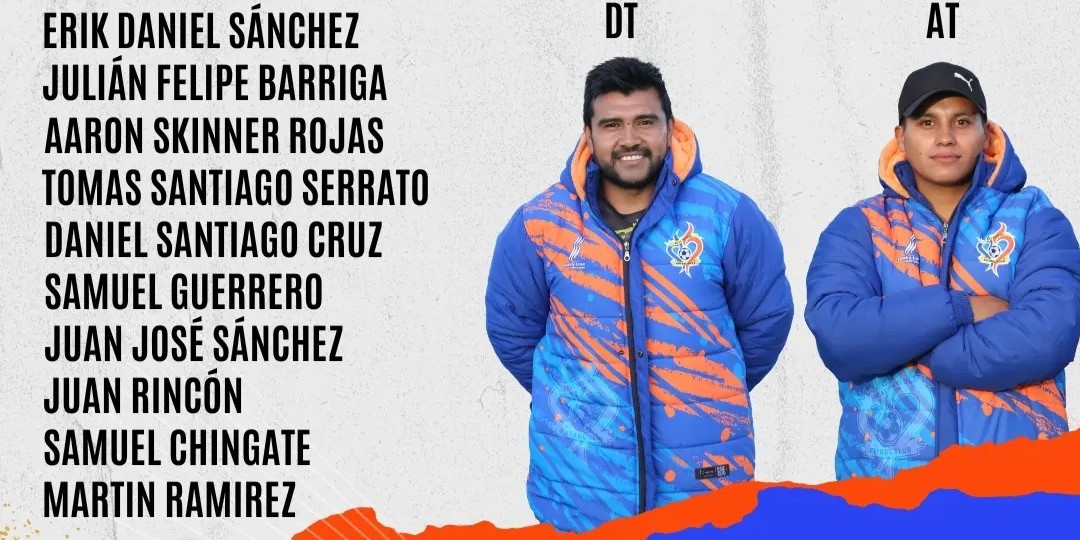 ERIK DANIEL SÁNCHEZ
JULIÁN FELIPE BARRIGA
AARON SKINNER ROJAS
TOMAS SANTIAGO SERRATO
DANIEL SANTIAGO CRUZ
SAMUEL GUERRERO
JUAN JOSÉ SÁNCHEZ
JUAN RINCÓN
SAMUEL CHINGATE
MARTIN RAMIREZ
DT
AT